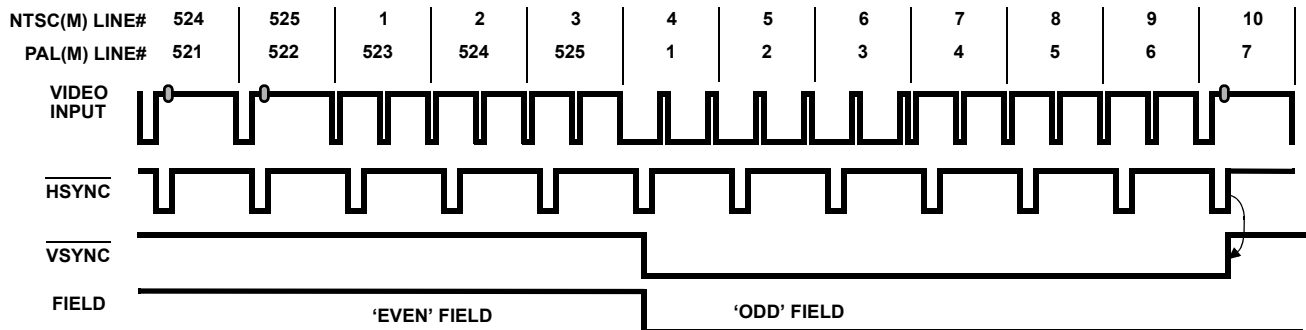 NTSC(M) LINE# 524 525 1 2 3 4 5 6 7 8 9 10
PAL(M) LINE# 521 522 523 524 525 1 2 3 4 5 6 7
VIDEO
INPUT
HSYNC
VSYNC
FIELD
‘EVEN’ FIELD ‘ODD’ FIELD